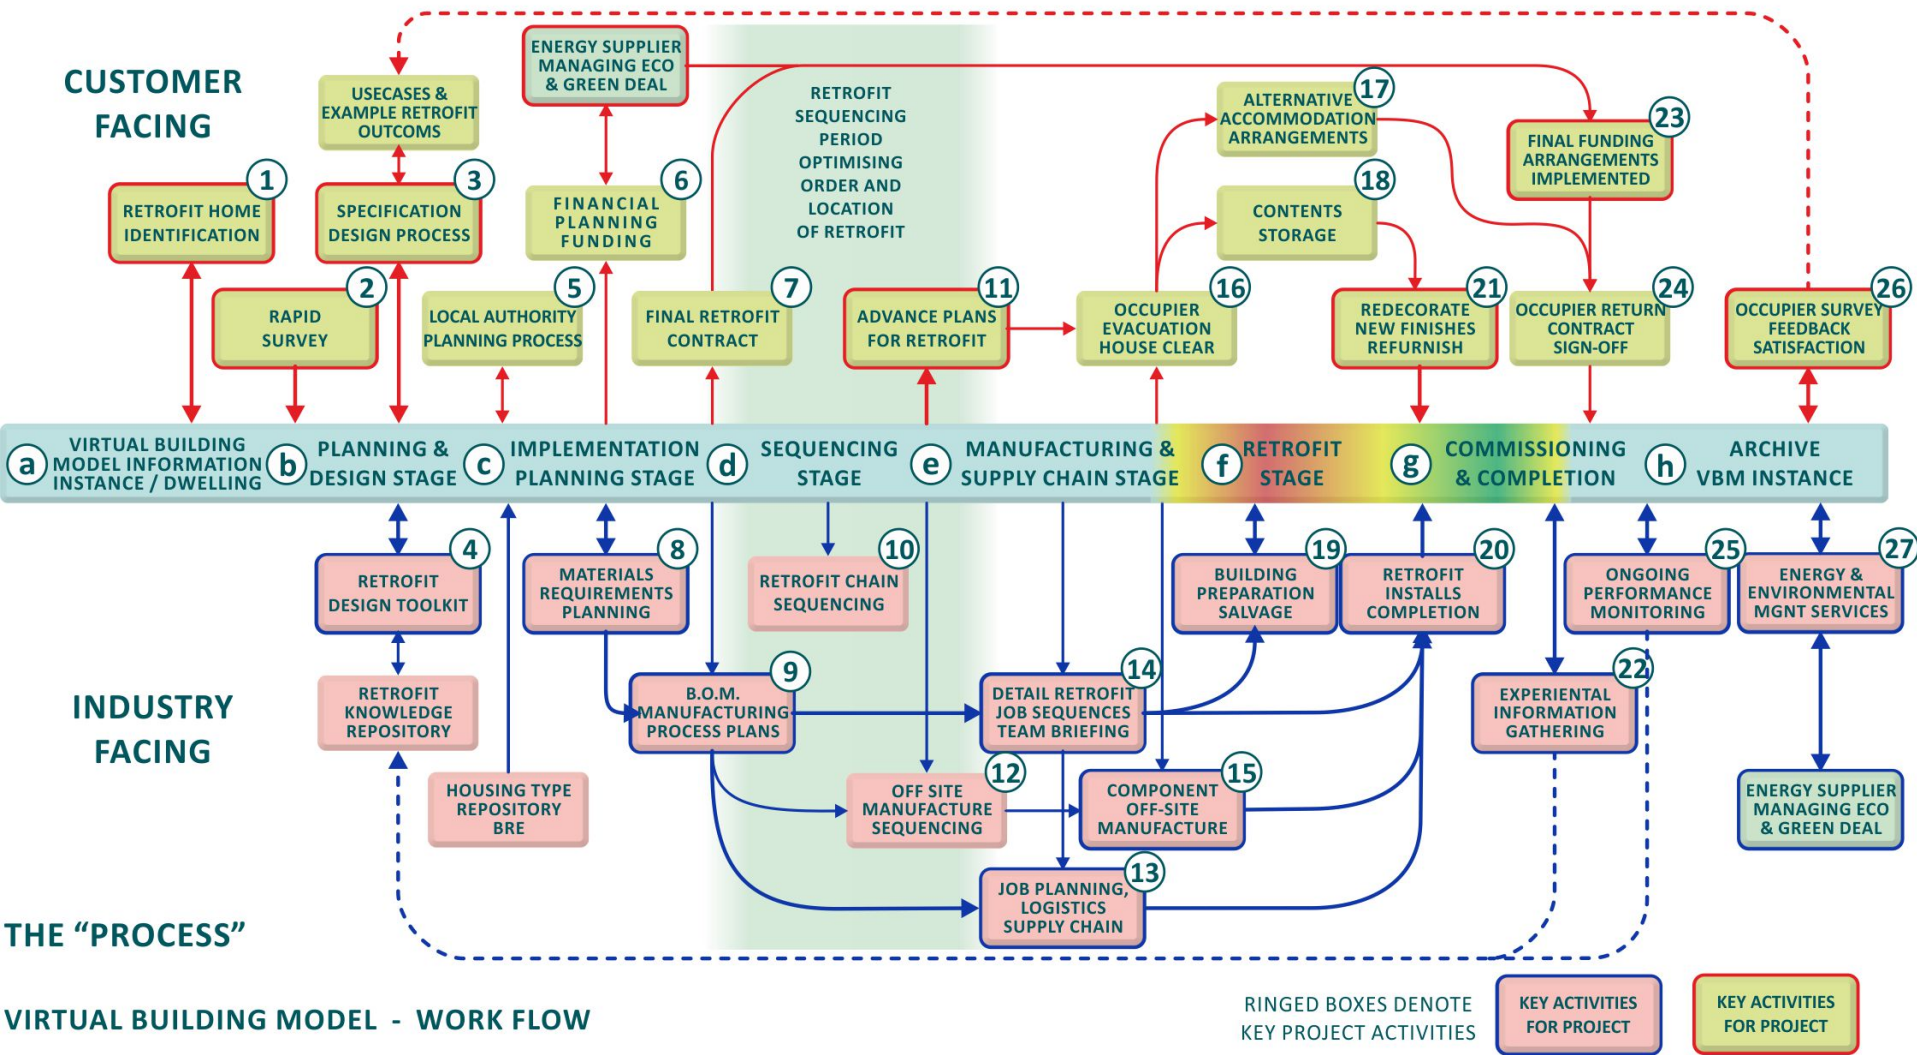 CUSTOMER
FACING
ENERGY SUPPLIER
MANAGING ECO
& GREEN DEAL
USECASES &
EXAMPLE RETROFIT
OUTCOMS
RETROFIT
SEQUENCING
PERIOD
OPTIMISING
ORDER AND
LOCATION
OF RETROFIT
17
ALTERNATIVE
ACCOMMODATION
ARRANGEMENTS
23
FINAL FUNDING
ARRANGEMENTS
IMPLEMENTED
1
RETROFIT HOME
IDENTIFICATION
3
SPECIFICATION
DESIGN PROCESS
6
FINANCIAL
PLANNING
FUNDING
18
CONTENTS
STORAGE
2
RAPID
SURVEY
5
LOCAL AUTHORITY
PLANNING PROCESS
7
FINAL RETROFIT
CONTRACT
11
ADVANCE PLANS
FOR RETROFIT
16
OCCUPIER
EVACUATION
HOUSE CLEAR
21
REDECORATE
NEW FINISHES
REFURNISH
24
OCCUPIER RETURN
CONTRACT
SIGN-OFF
26
OCCUPIER SURVEY
FEEDBACK
SATISFACTION
a
VIRTUAL BUILDING
MODEL INFORMATION
INSTANCE / DWELLING
b
PLANNING &
DESIGN STAGE
c
IMPLEMENTATION
PLANNING STAGE
d
SEQUENCING
STAGE
e
MANUFACTURING &
SUPPLY CHAIN STAGE
f
RETROFIT
STAGE
g
COMMISSIONING
& COMPLETION
h
ARCHIVE
VBM INSTANCE
4
RETROFIT
DESIGN TOOLKIT
8
MATERIALS
REQUIREMENTS
PLANNING
10
RETROFIT CHAIN
SEQUENCING
19
BUILDING
PREPARATION
SALVAGE
20
RETROFIT
INSTALLS
COMPLETION
25
ONGOING
PERFORMANCE
MONITORING
27
ENERGY &
ENVIRONMENTAL
MGNT SERVICES
INDUSTRY
FACING
RETROFIT
KNOWLEDGE
REPOSITORY
9
B.O.M.
MANUFACTURING
PROCESS PLANS
14
DETAIL RETROFIT
JOB SEQUENCES
TEAM BRIEFING
22
EXPERIENTIAL
INFORMATION
GATHERING
HOUSING TYPE
REPOSITORY
BRE
12
OFF SITE
MANUFACTURE
SEQUENCING
15
COMPONENT
OFF-SITE
MANUFACTURE
ENERGY SUPPLIER
MANAGING ECO
& GREEN DEAL
13
JOB PLANNING,
LOGISTICS
SUPPLY CHAIN
THE “PROCESS”
VIRTUAL BUILDING MODEL - WORK FLOW
RINGED BOXES DENOTE
KEY PROJECT ACTIVITIES
KEY ACTIVITIES
FOR PROJECT
KEY ACTIVITIES
FOR PROJECT